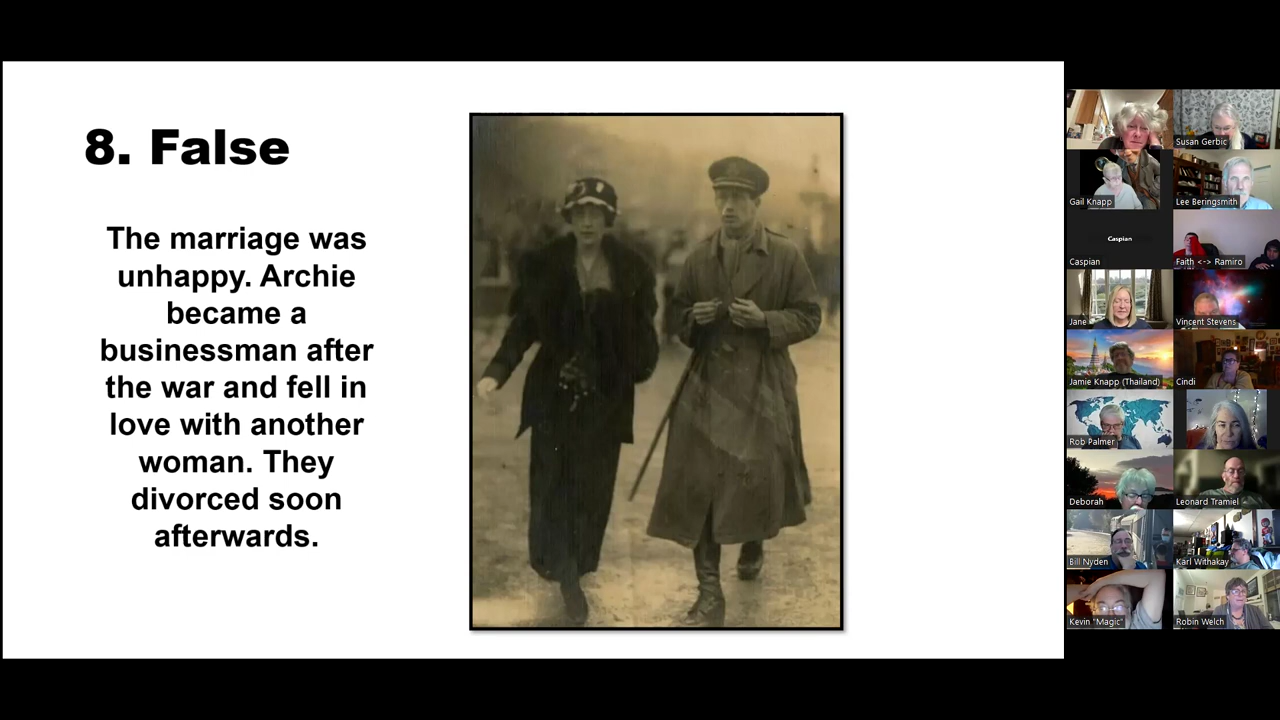 8. False
The marriage was
unhappy. Archie
became a
businessman after
the war and fell in
love with another
woman. They
divorced soon
afterwards.
Susan Gerbic
Gail Knapp
Lee Beringsmith
Caspian
Caspian
Faith <-> Ramiro
Jane
Vincent Stevens
Jamie Knapp (Thailand)
Cindi
Rob Palmer
Deborah
Leonard Tramiel
Bill Nyden
Karl Withakay
Kevin "Magic"
Robin Welch